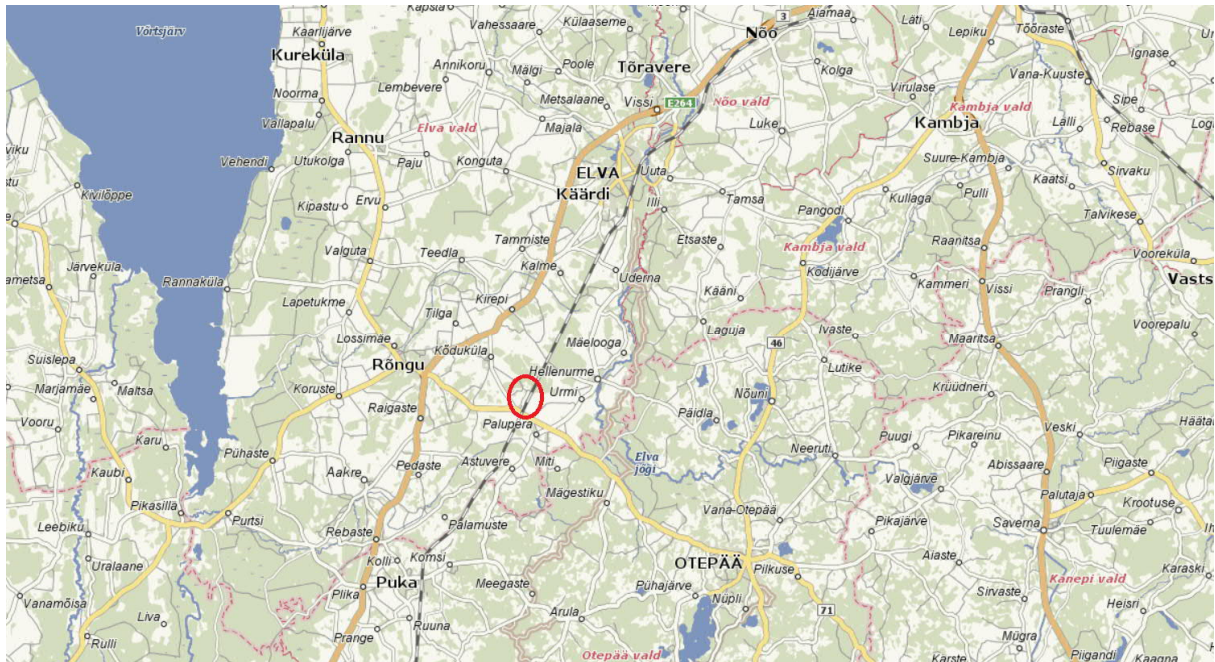 Kapsta
Aiamaa
Võrtsjärv
Kaarlijärve
Vahessaare
Külaaseme
3
Läti
Tõõraste
Nõo
Lepiku
Kureküla
Annikoru
Mälgi
Poole
Tõravere
Kolga
Ignase
Vana-Kuuste
Noorma
Lembevere
Metsalaane
Vissi
E264
Nõo vald
Virulase
Kambja vald
Sipe
Vallapalu
Elva vald
Majala
Luke
Kambja
Lalli
Rebase
Rannu
viku
Vehendi
Utukolga
Paju
Konguta
Suure-Kambja
Sirvaku
ELVA
Uuta
Kaatsi
Kivilõppe
Käärdi
Tamsa
Kullaga
Pulli
Kipastu
Ervu
Illi
Pangodi
Talvikese
Tammiste
Etsaste
Kambja vald
Raanitsa
Valguta
Teedla
Vooreküla
ametsa
Järveküla
Kalme
Uderna
Kodijärve
Kammeri
Vissi
Vasts
Rannaküla
Kääni
Prangli
Lapetukme
Kirepi
Tilga
Laguja
Ivaste
Voorepalu
Lossimäe
Mäelooga
46
Maaritsa
Suislepa
Rõngu
Kõduküla
Lutike
Hellenurme
Marjamäe
Maltsa
Koruste
Urmi
Nõuni
Krüüdneri
Vooru
Raigaste
Päidla
Palupera
Veski
Karu
Puugi
Pikareinu
Pühaste
Elva
jõgi
Neeruti
Kaubi
Aakre
Pedaste
Astuvere
Miti
Abissaare
Piigaste
Valgjärve
Pikasilla
Mägestiku
Palutaja
Krootuse
Purtsi
Vana-Otepää
Leebiku
Palamuste
Pikajärve
Saverna
Tuulemäe
Rebaste
Uralaane
Kolli
Komsi
OTEPÄÄ
Pilkuse
Aiaste
Karaski
Puka
Meegaste
Pühajärve
Kanepi vald
Vanamõisa
Plika
Sirvaste
Nüpli
71
Heisri
Liva
Arula
Ruuna
Rulli
Prange
Mügra
Otepää vald
Karste
Piigandi
Kaagna